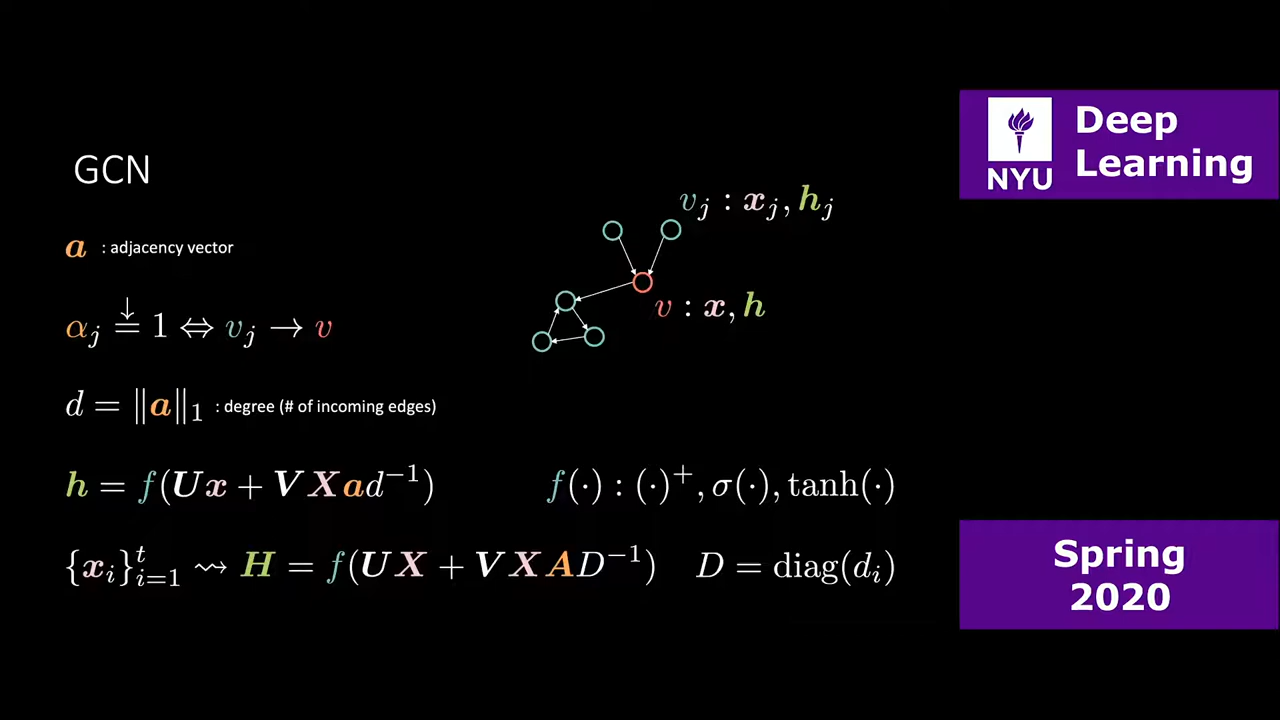 GCN
a : adjacency vector
α_j ≝ 1 ⇔ v_j → v
d = ‖a‖₁ : degree (# of incoming edges)
h = f(Ux + VXad⁻¹)
f(·) : (·)⁺, σ(·), tanh(·)
{x_i}_{i=1}^t ⇝ H = f(UX + VXAD⁻¹)
D = diag(d_i)
v_j : x_j, h_j
v : x, h
NYU
Deep
Learning
Spring
2020